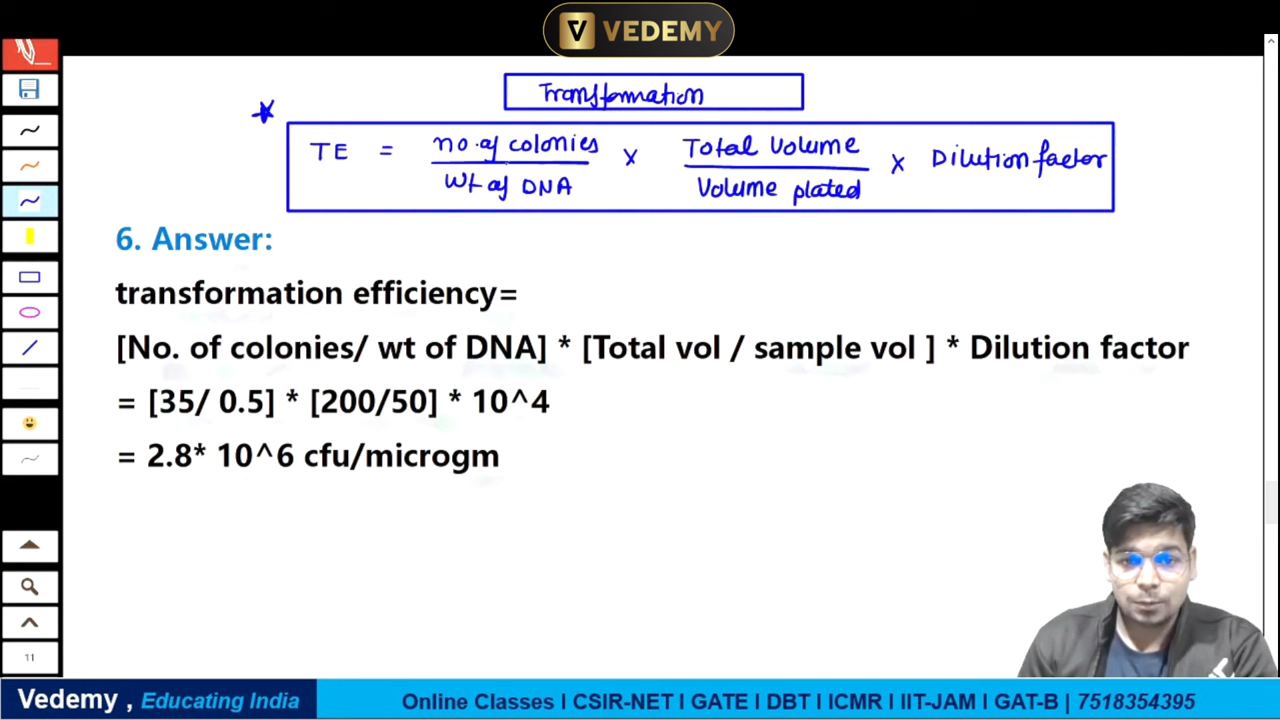 VEDEMY
Transformation
TE = no. of colonies / Wt of DNA × Total Volume / Volume plated × Dilution factor
6. Answer:
transformation efficiency=
[No. of colonies/ wt of DNA] * [Total vol / sample vol ] * Dilution factor
= [35/ 0.5] * [200/50] * 10^4
= 2.8* 10^6 cfu/microgm
11
Vedemy , Educating India
Online Classes I CSIR-NET I GATE I DBT I ICMR I IIT-JAM I GAT-B | 7518354395